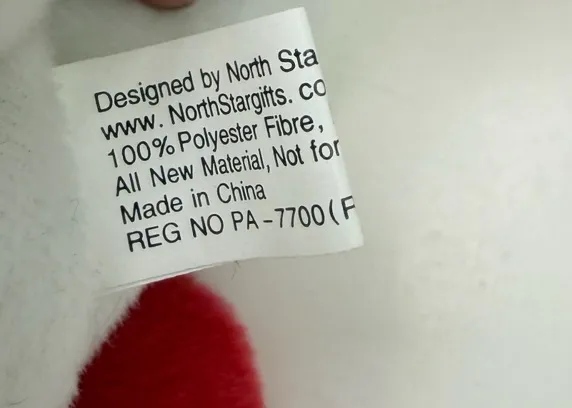 Designed by North Sta
www. NorthStargifts. co
100% Polyester Fibre,
All New Material, Not for
Made in China
REG NO PA-7700(F